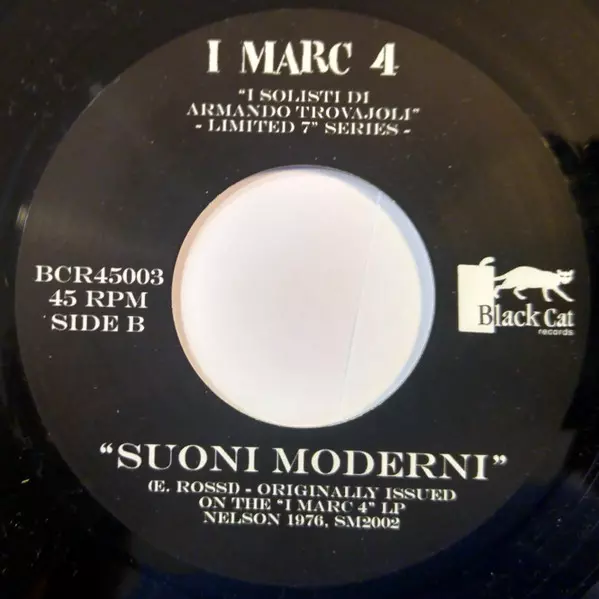 I MARC 4
"I SOLISTI DI
ARMANDO TROVAJOLI"
- LIMITED 7" SERIES -
BCR45003
45 RPM
SIDE B
Black Cat
records
"SUONI MODERNI"
(E. ROSSI) - ORIGINALLY ISSUED
ON THE "I MARC 4" LP
NELSON 1976, SM2002